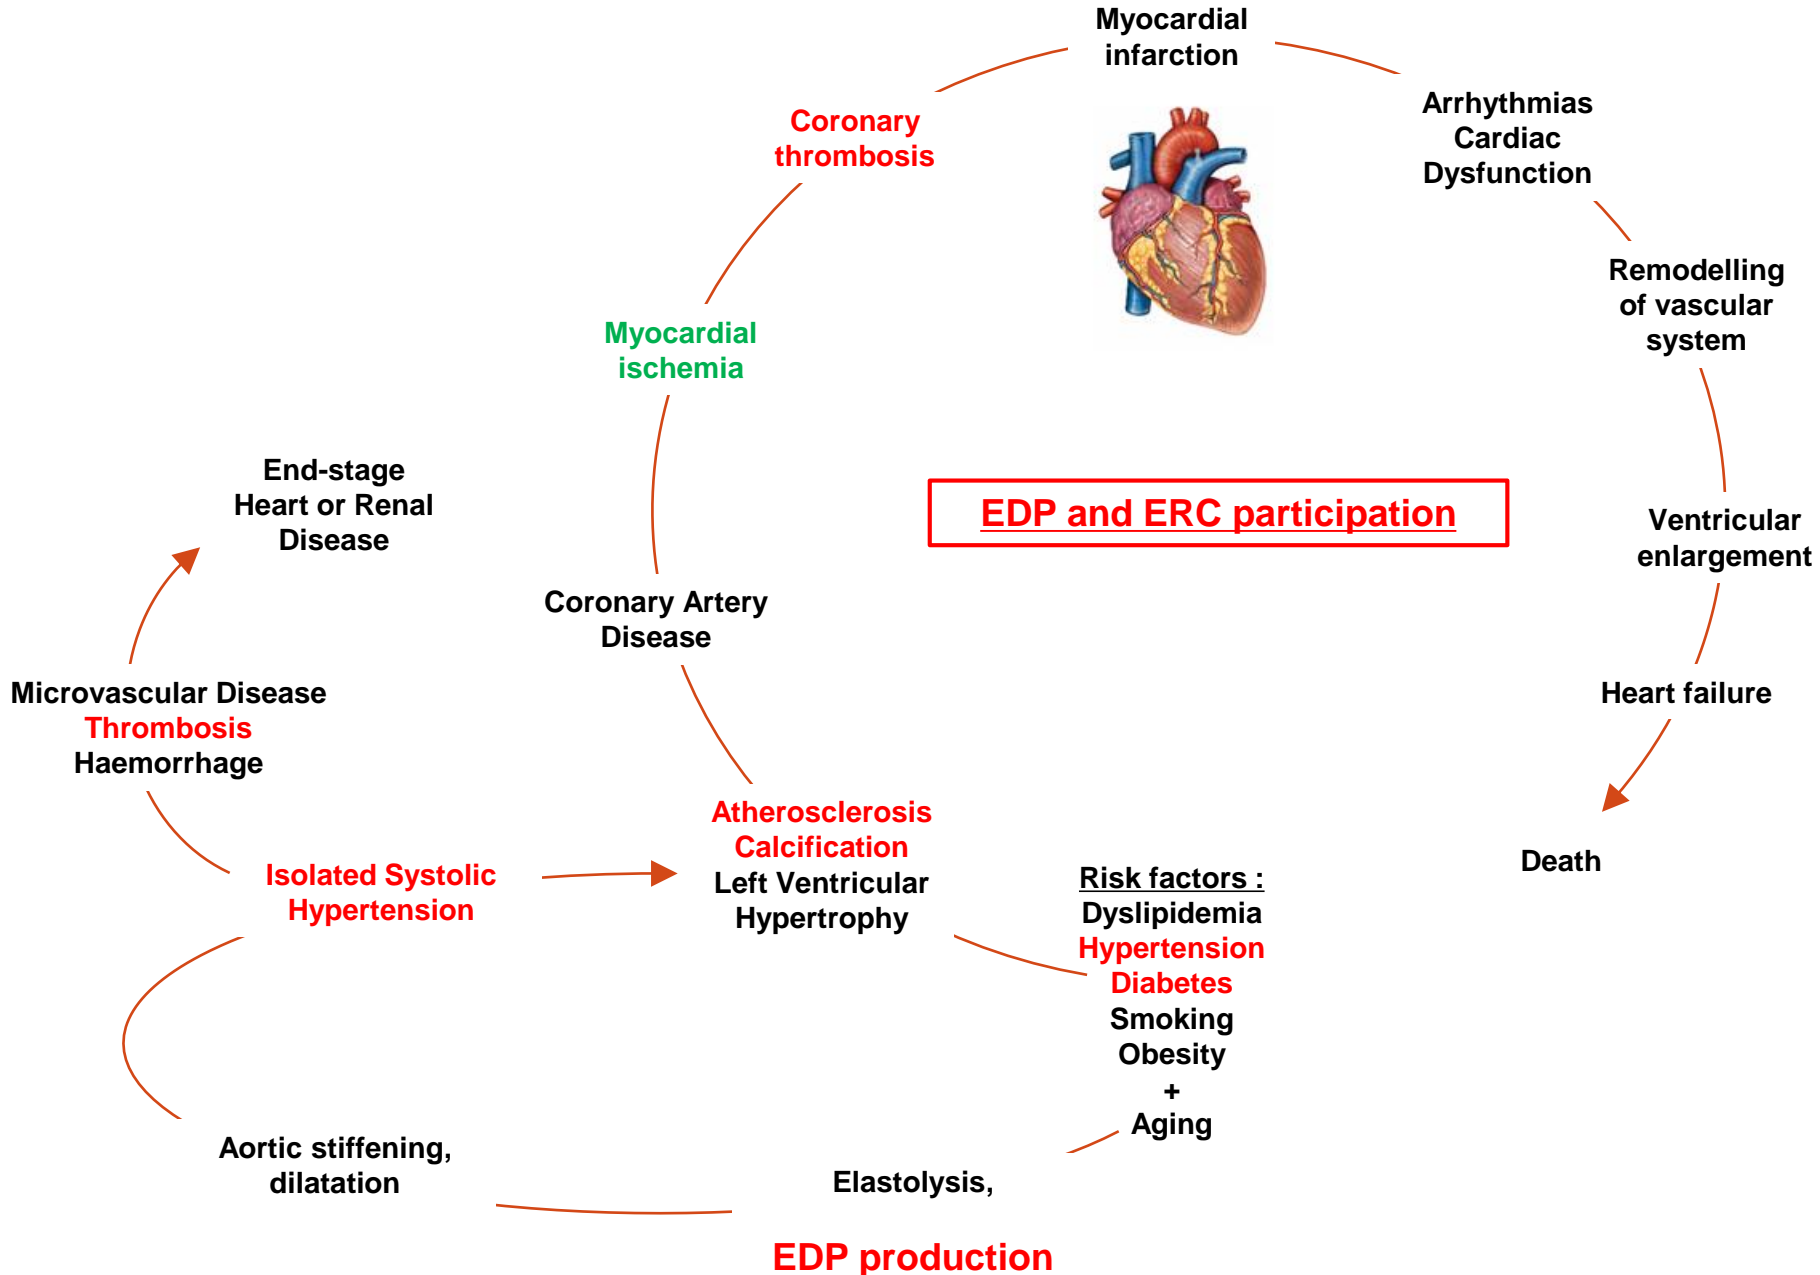 Myocardial
infarction
Arrhythmias
Cardiac
Dysfunction
Coronary
thrombosis
Remodelling
of vascular
system
Myocardial
ischemia
End-stage
Heart or Renal
Disease
EDP and ERC participation
Ventricular
enlargement
Coronary Artery
Disease
Microvascular Disease
Thrombosis
Haemorrhage
Heart failure
Atherosclerosis
Calcification
Left Ventricular
Hypertrophy
Isolated Systolic
Hypertension
Death
Risk factors :
Dyslipidemia
Hypertension
Diabetes
Smoking
Obesity
+
Aging
Aortic stiffening,
dilatation
Elastolysis,
EDP production